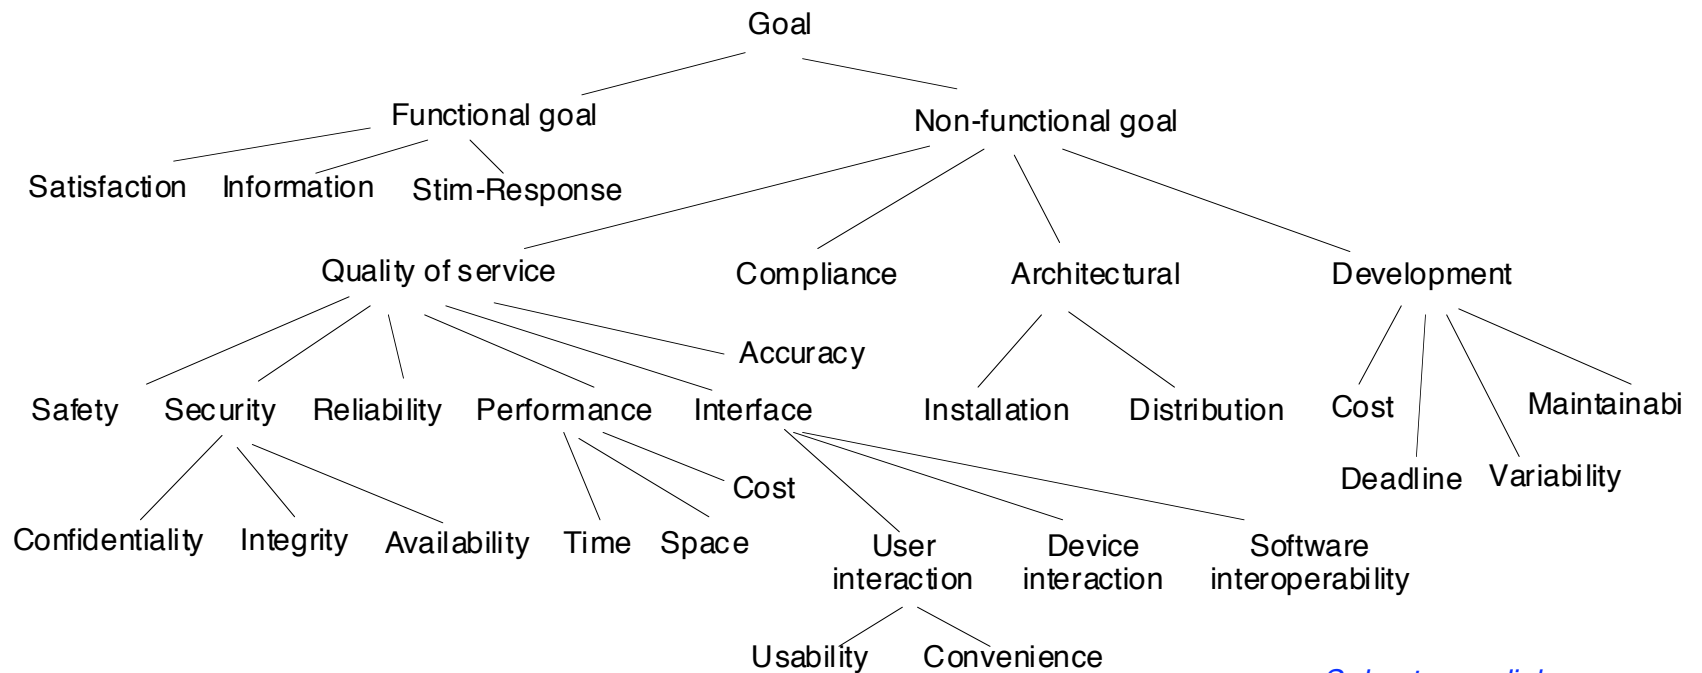 Goal
Functional goal
Non-functional goal
Satisfaction
Information
Stim-Response
Quality of service
Compliance
Architectural
Development
Accuracy
Safety
Security
Reliability
Performance
Interface
Installation
Distribution
Cost
Maintainabi
Cost
Deadline
Variability
Confidentiality
Integrity
Availability
Time
Space
User
interaction
Device
interaction
Software
interoperability
Usability
Convenience